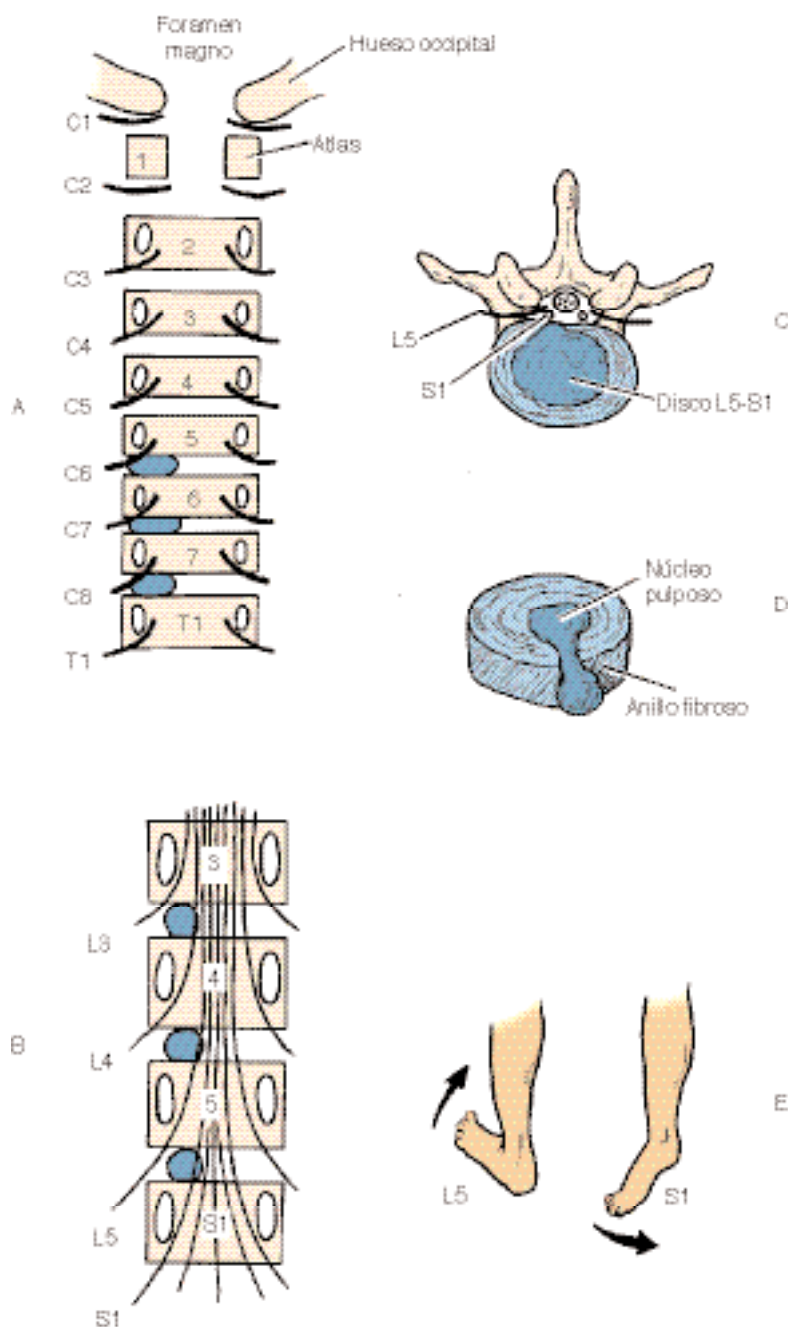 Foramen
magno
Hueso occipital
C1
1
Atlas
C2
2
C3
3
C4
4
C5
A
5
C6
6
C7
7
C8
T1
T1
L5
S1
Disco L5-S1
C
Núcleo
pulposo
D
Anillo fibroso
3
L3
4
B
L4
5
L5
S1
S1
L5
S1
E